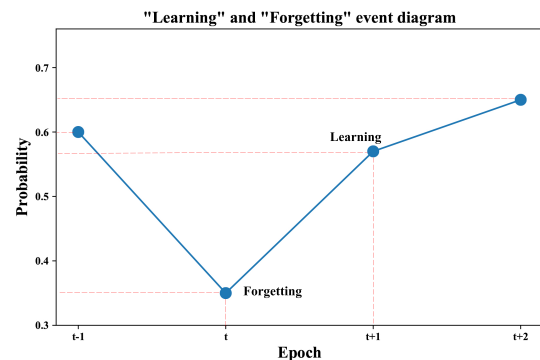 "Learning" and "Forgetting" event diagram
Probability
0.7
0.6
0.5
0.4
0.3
Learning
Forgetting
t-1
t
t+1
t+2
Epoch